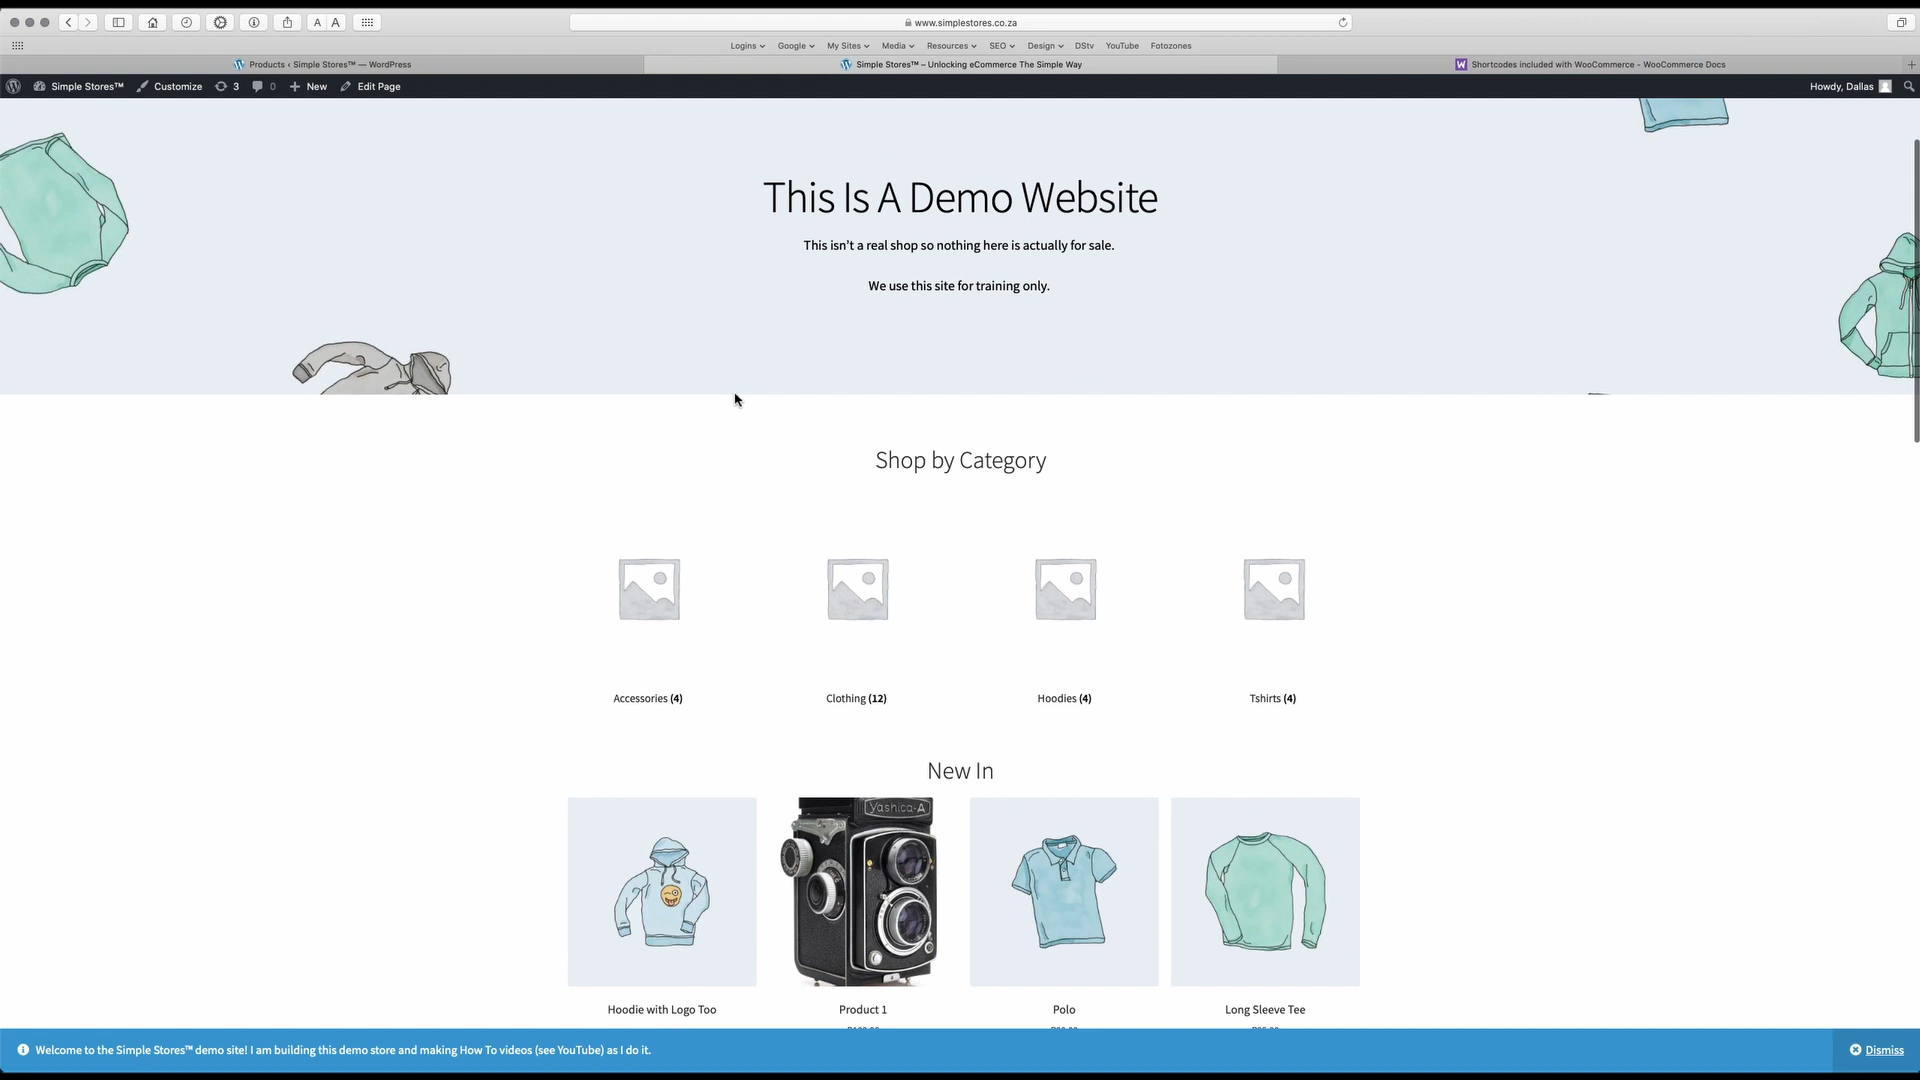 www.simplestores.co.za
A A
Logins Google My Sites Media Resources SEO Design DStv YouTube Fotozones
Products ‹ Simple Stores™ — WordPress
Simple Stores™ – Unlocking eCommerce The Simple Way
W Shortcodes included with WooCommerce - WooCommerce Docs
Simple Stores™ Customize 3 0 New Edit Page Howdy, Dallas
This Is A Demo Website
This isn’t a real shop so nothing here is actually for sale.
We use this site for training only.
Shop by Category
Accessories (4) Clothing (12) Hoodies (4) Tshirts (4)
New In
Yashica-A
Hoodie with Logo Too Product 1 Polo Long Sleeve Tee
Welcome to the Simple Stores™ demo site! I am building this demo store and making How To videos (see YouTube) as I do it. Dismiss